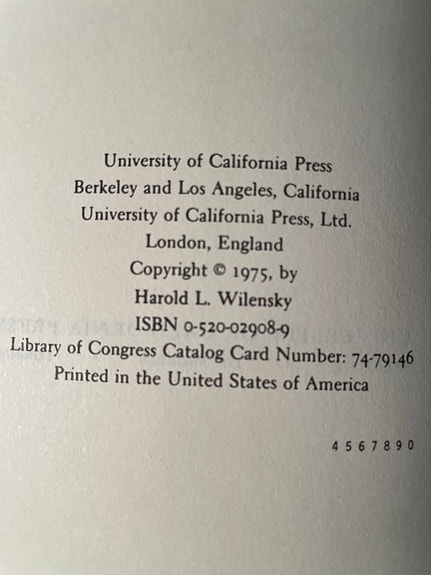 University of California Press
Berkeley and Los Angeles, California
University of California Press, Ltd.
London, England
Copyright © 1975, by
Harold L. Wilensky
ISBN 0-520-02908-9
Library of Congress Catalog Card Number: 74-79146
Printed in the United States of America
4 5 6 7 8 9 0